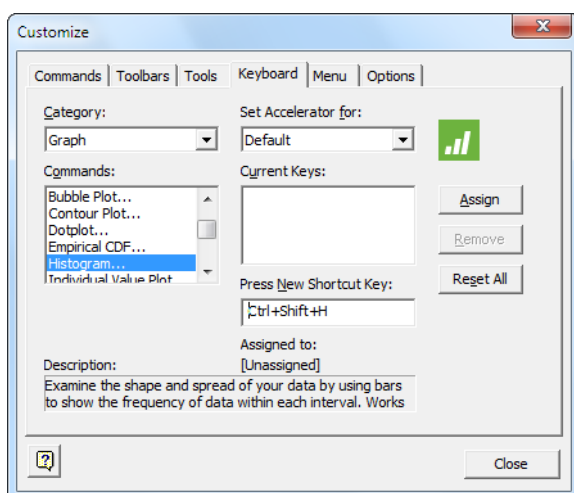 Customize
Commands Toolbars Tools Keyboard Menu Options
Category:
Graph
Commands:
Bubble Plot...
Contour Plot...
Dotplot...
Empirical CDF...
Histogram...
Individual Value Plot
Set Accelerator for:
Default
Current Keys:
Press New Shortcut Key:
Ctrl+Shift+H
Assigned to:
[Unassigned]
Assign
Remove
Reset All
Description:
Examine the shape and spread of your data by using bars
to show the frequency of data within each interval. Works
Close